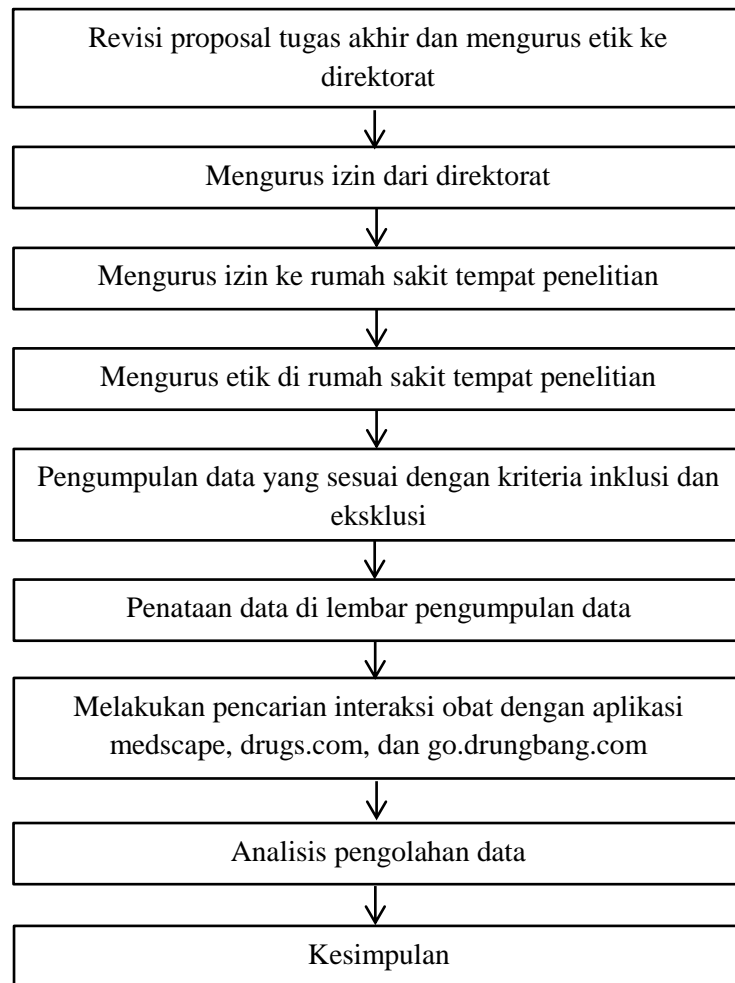 Revisi proposal tugas akhir dan mengurus etik ke
direktorat
Mengurus izin dari direktorat
Mengurus izin ke rumah sakit tempat penelitian
Mengurus etik di rumah sakit tempat penelitian
Pengumpulan data yang sesuai dengan kriteria inklusi dan
eksklusi
Penataan data di lembar pengumpulan data
Melakukan pencarian interaksi obat dengan aplikasi
medscape, drugs.com, dan go.drungbang.com
Analisis pengolahan data
Kesimpulan